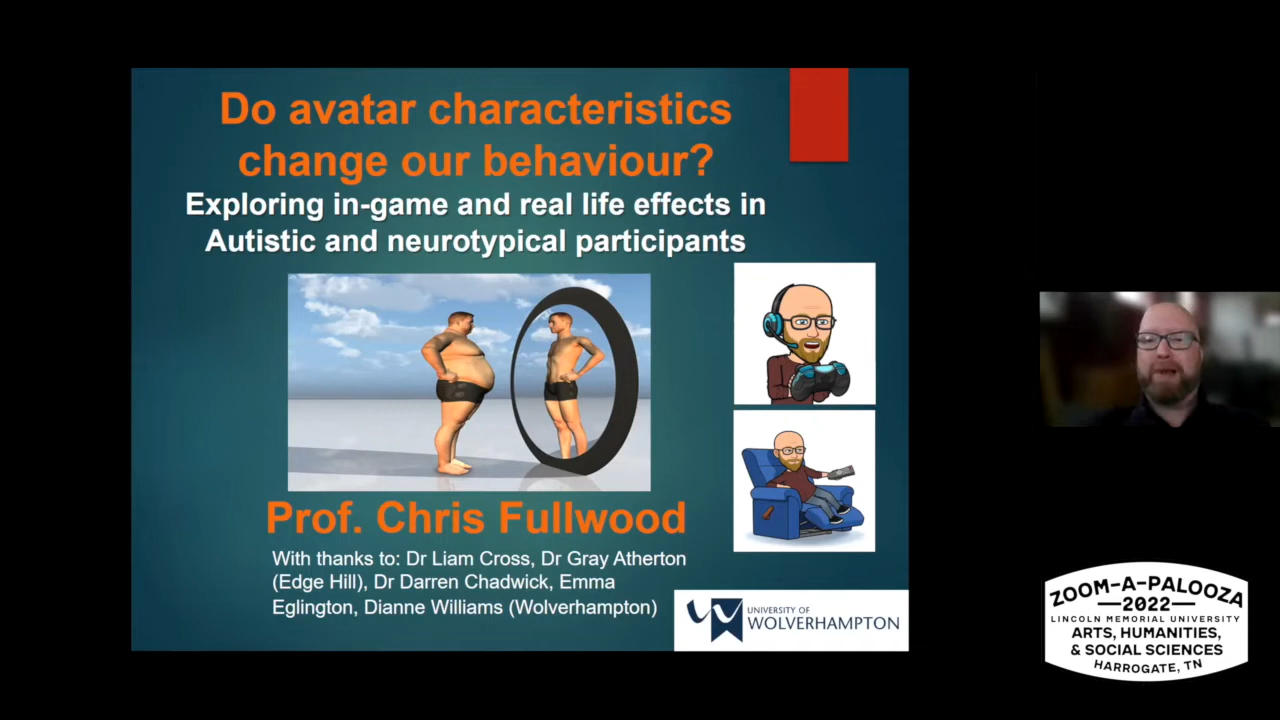 Do avatar characteristics
change our behaviour?
Exploring in-game and real life effects in
Autistic and neurotypical participants
Prof. Chris Fullwood
With thanks to: Dr Liam Cross, Dr Gray Atherton
(Edge Hill), Dr Darren Chadwick, Emma
Eglington, Dianne Williams (Wolverhampton)
UNIVERSITY OF
WOLVERHAMPTON
ZOOM-A-PALOOZA
—2022—
LINCOLN MEMORIAL UNIVERSITY
ARTS, HUMANITIES,
& SOCIAL SCIENCES
HARROGATE, TN